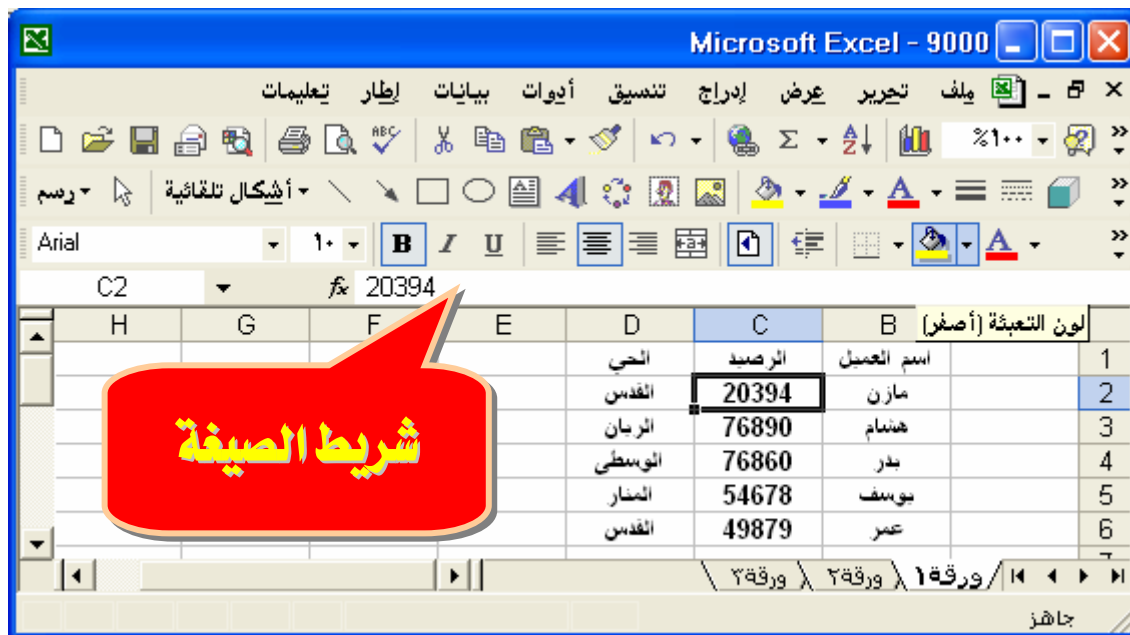 Microsoft Excel - 9000
ملف تحرير عرض إدراج تنسيق أدوات بيانات إطار تعليمات
%١٠٠
رسم أشكال تلقائية
Arial ١٠ B I U
C2 fx 20394
لون التعبئة (أصفر)
B C D E F G H
1 اسم العميل الرصيد الحي
2 مازن 20394 القدس
3 هشام 76890 الريان
4 بدر 76860 الوسطى
5 يوسف 54678 المنار
6 عمر 49879 القدس
شريط الصيغة
ورقة١ ورقة٢ ورقة٣
جاهز